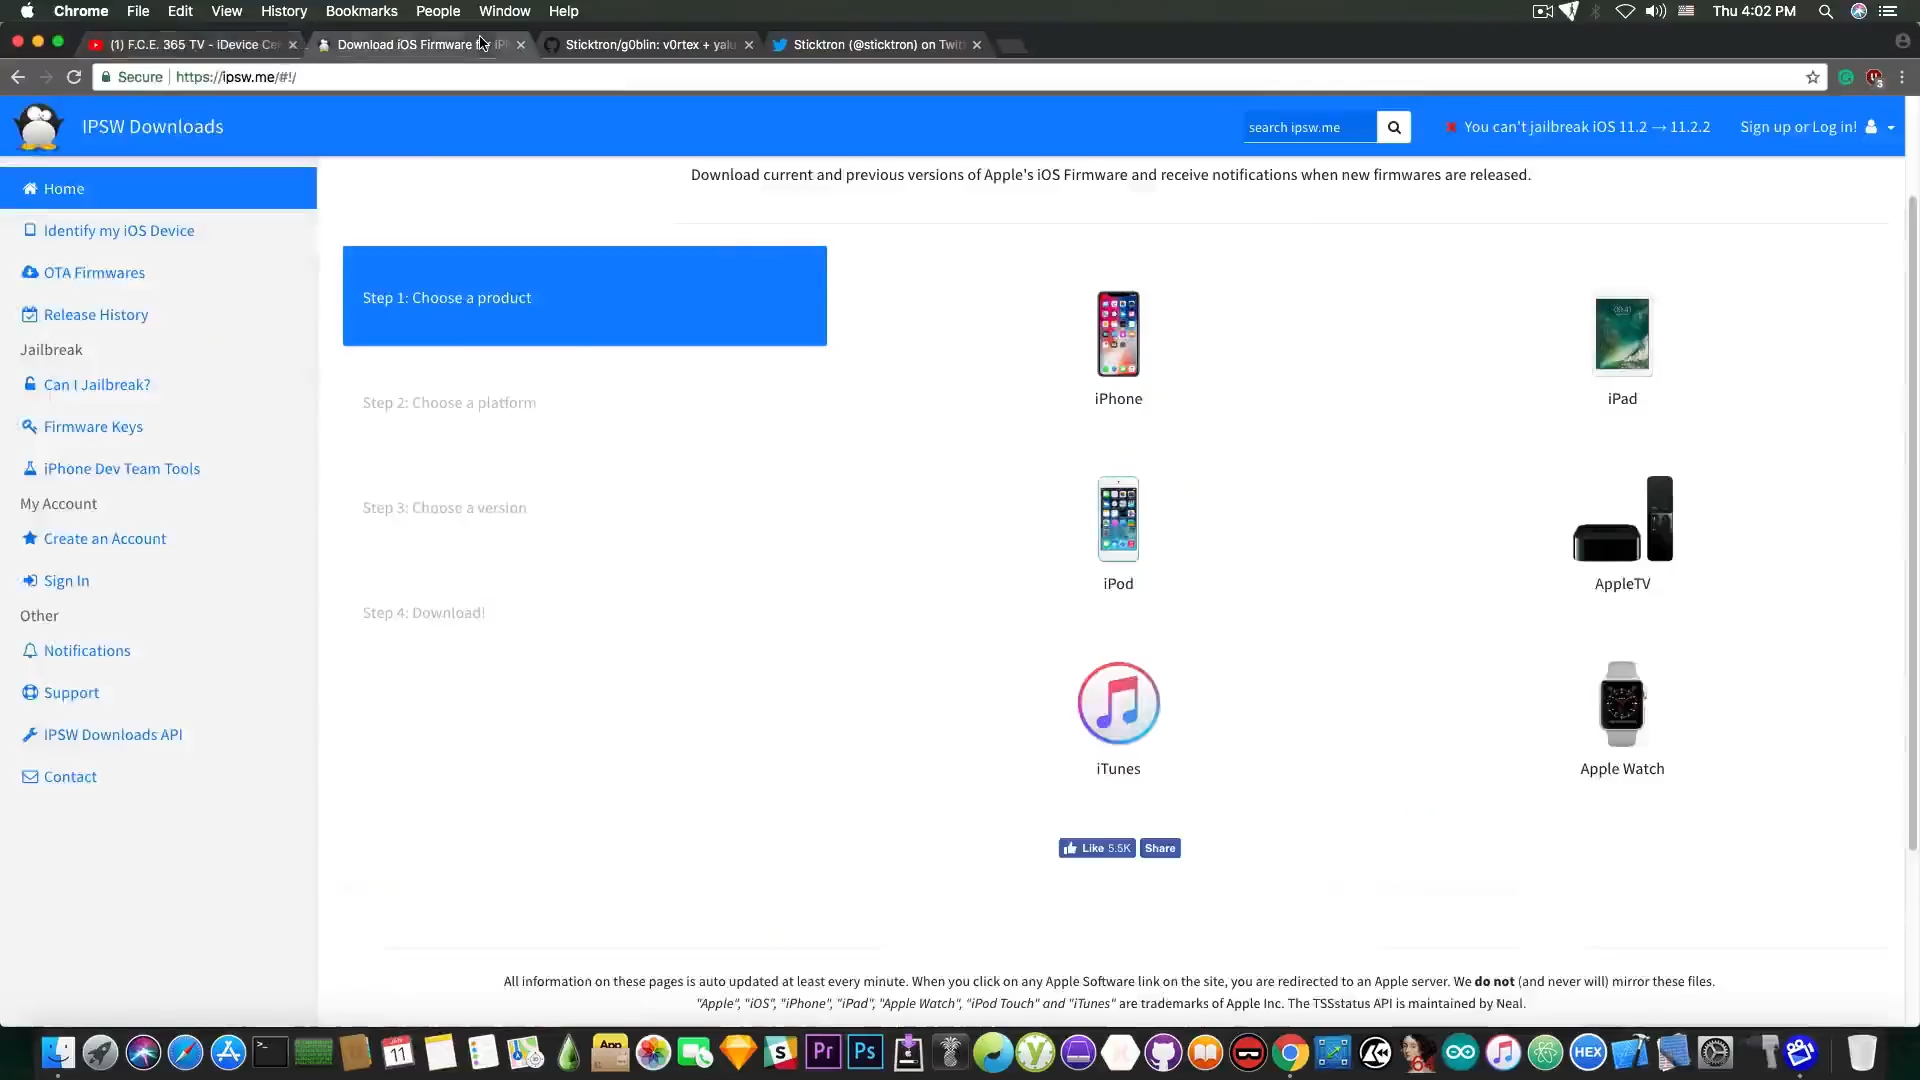 Chrome File Edit View History Bookmarks People Window Help
Thu 4:02 PM
(1) F.C.E. 365 TV - iDevice Ce
Download iOS Firmware
Sticktron/g0blin: v0rtex + yalu
Sticktron (@sticktron) on Twit
Secure https://ipsw.me/#!/
3
IPSW Downloads
search ipsw.me
You can't jailbreak iOS 11.2 → 11.2.2
Sign up or Log in!
Home
Identify my iOS Device
OTA Firmwares
Release History
Jailbreak
Can I Jailbreak?
Firmware Keys
iPhone Dev Team Tools
My Account
Create an Account
Sign In
Other
Notifications
Support
IPSW Downloads API
Contact
Download current and previous versions of Apple's iOS Firmware and receive notifications when new firmwares are released.
Step 1: Choose a product
Step 2: Choose a platform
Step 3: Choose a version
Step 4: Download!
iPhone
iPad
iPod
AppleTV
iTunes
Apple Watch
Like 5.5K Share
All information on these pages is auto updated at least every minute. When you click on any Apple Software link on the site, you are redirected to an Apple server. We do not (and never will) mirror these files.
"Apple", "iOS", "iPhone", "iPad", "Apple Watch", "iPod Touch" and "iTunes" are trademarks of Apple Inc. The TSSstatus API is maintained by Neal.
11
App
S
Pr
Ps
64
HEX